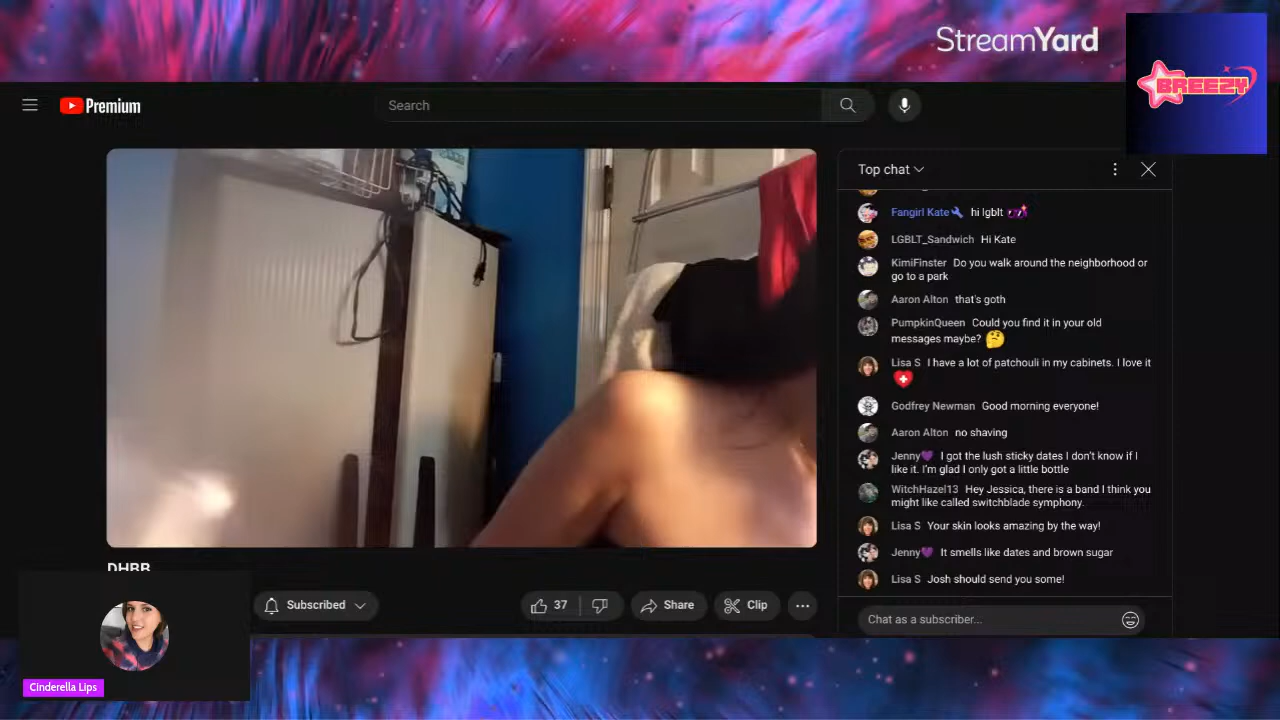 StreamYard
BREEZY
Premium
Search
Top chat
Fangirl Kate hi lgblt
LGBLT_Sandwich Hi Kate
KimiFinster Do you walk around the neighborhood or
go to a park
Aaron Alton that's goth
PumpkinQueen Could you find it in your old
messages maybe?
Lisa S I have a lot of patchouli in my cabinets. I love it
Godfrey Newman Good morning everyone!
Aaron Alton no shaving
Jenny I got the lush sticky dates I don't know if I
like it. I'm glad I only got a little bottle
WitchHazel13 Hey Jessica, there is a band I think you
might like called switchblade symphony.
Lisa S Your skin looks amazing by the way!
Jenny It smells like dates and brown sugar
Lisa S Josh should send you some!
DHBB
Subscribed
37
Share
Clip
Chat as a subscriber...
Cinderella Lips